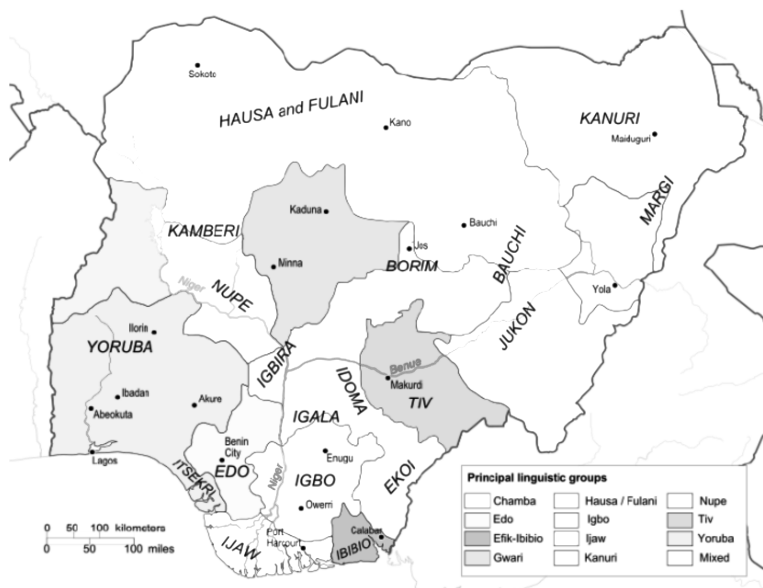 Sokoto
HAUSA and FULANI
Kano
KANURI
Maiduguri
MARGI
Kaduna
KAMBERI
Bauchi
Jos
BORIM
BAUCHI
Minna
Niger
NUPE
Yola
Ilorin
YORUBA
JUKON
IGBIRA
Benue
IDOMA
Makurdi
TIV
Ibadan
Abeokuta
Akure
IGALA
Benin
City
EDO
Lagos
ITSEKRI
Niger
Enugu
IGBO
EKOI
Owerri
IJAW
Port
Harcourt
IBIBIO
Calabar
0 50 100 kilometers
0 50 100 miles
Principal linguistic groups
Chamba
Edo
Efik-Ibibio
Gwari
Hausa / Fulani
Igbo
Ijaw
Kanuri
Nupe
Tiv
Yoruba
Mixed